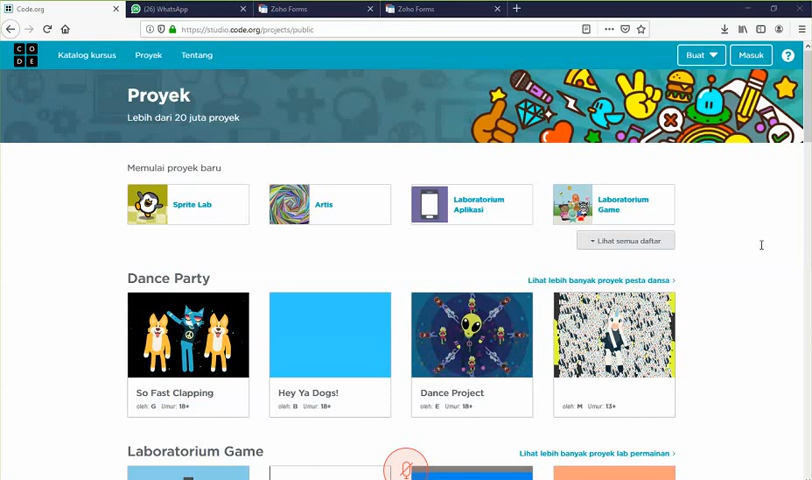 Code.org
(26) WhatsApp
Zoho Forms
Zoho Forms
https://studio.code.org/projects/public
CODE
Katalog kursus
Proyek
Tentang
Buat
Masuk
?
Proyek
Lebih dari 20 juta proyek
Memulai proyek baru
Sprite Lab
Artis
Laboratorium
Aplikasi
Laboratorium
Game
Lihat semua daftar
Dance Party
Lihat lebih banyak proyek pesta dansa
So Fast Clapping
oleh: G Umur: 18+
Hey Ya Dogs!
oleh: B Umur: 18+
Dance Project
oleh: E Umur: 18+
oleh: M Umur: 13+
Laboratorium Game
Lihat lebih banyak proyek lab permainan